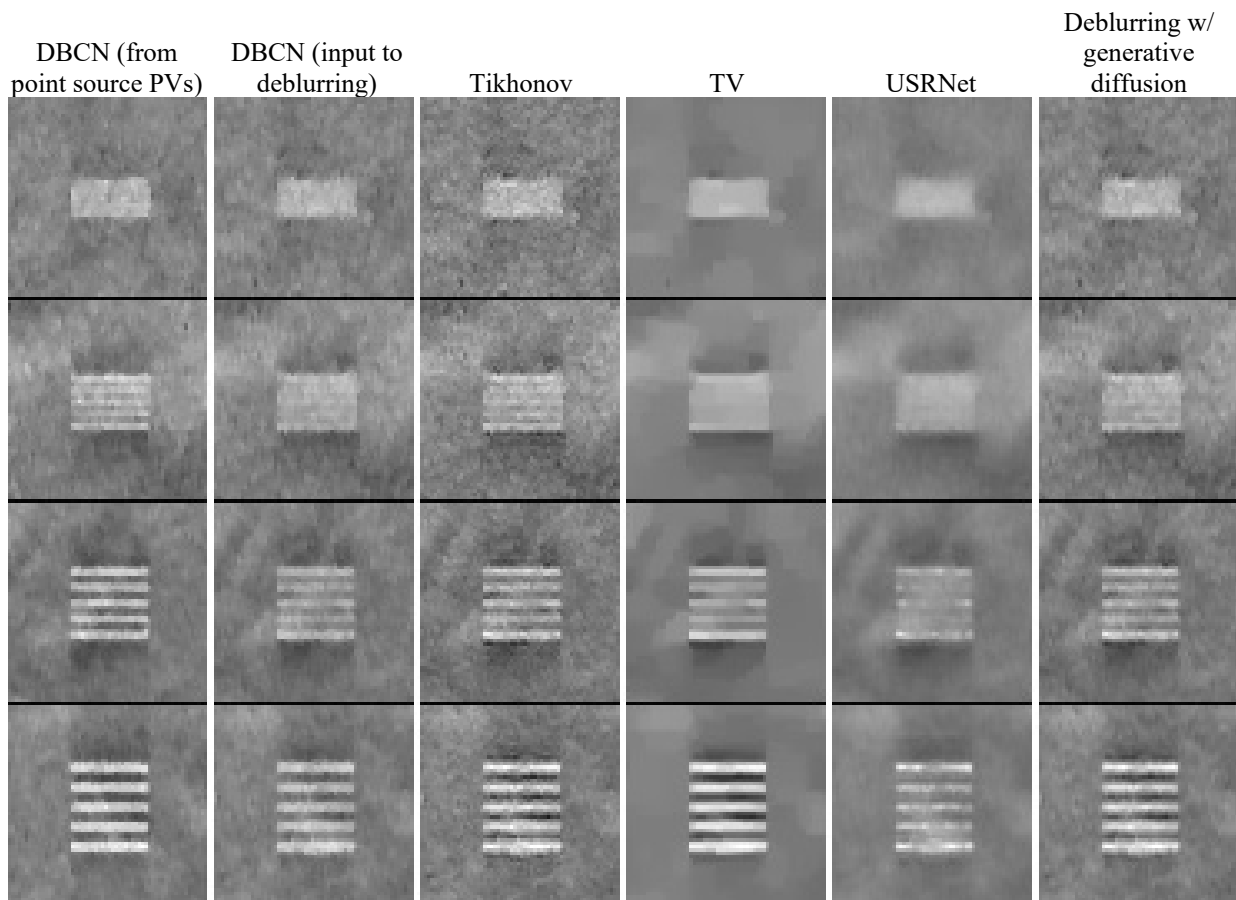 DBCN (from
point source PVs)
DBCN (input to
deblurring)
Tikhonov
TV
USRNet
Deblurring w/
generative
diffusion